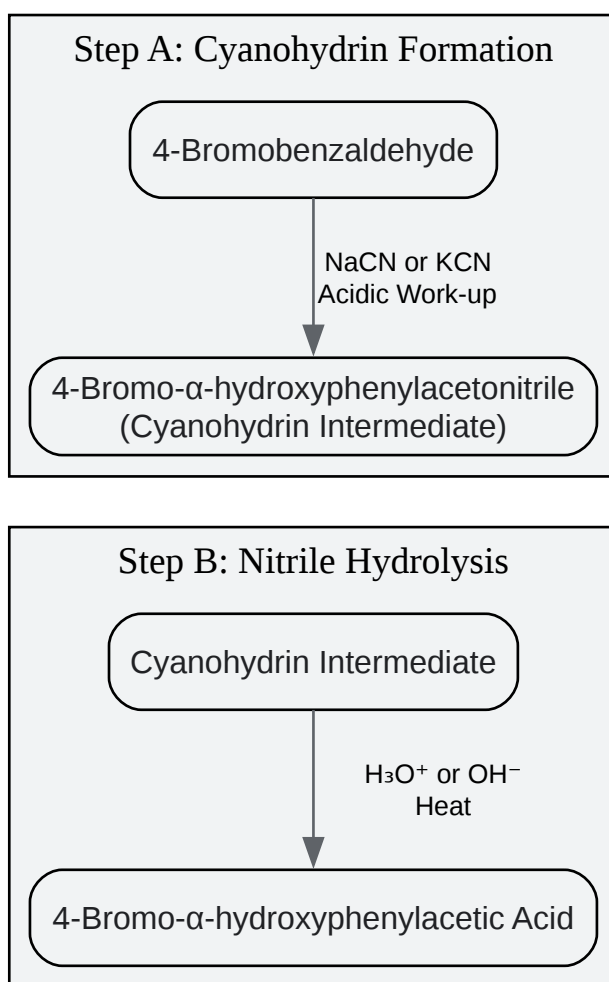 Step A: Cyanohydrin Formation
4-Bromobenzaldehyde
NaCN or KCN
Acidic Work-up
4-Bromo-α-hydroxyphenylacetonitrile
(Cyanohydrin Intermediate)
Step B: Nitrile Hydrolysis
Cyanohydrin Intermediate
H₃O⁺ or OH⁻
Heat
4-Bromo-α-hydroxyphenylacetic Acid